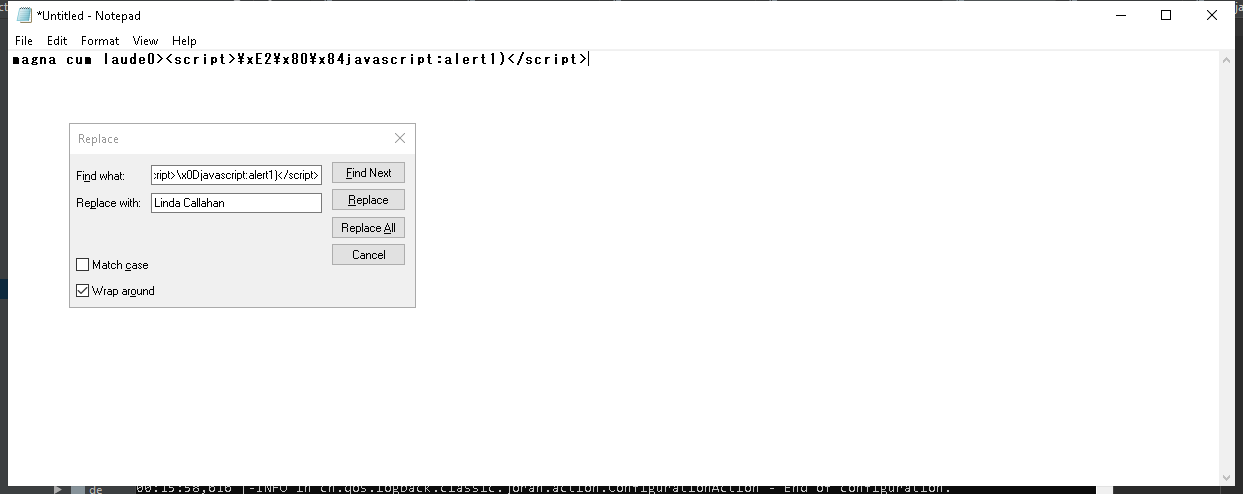 *Untitled - Notepad
File Edit Format View Help
magna cum laude0><script>¥xE2¥x80¥x84javascript:alert1)</script>
Replace
Find what: ript>\x0Djavascript:alert1)</script> Find Next
Replace with: Linda Callahan Replace
Replace All
Cancel
Match case
Wrap around
de 00:15:58,616 |-INFO in ch.qos.logback.classic.joran.action.ConfigurationAction - End of configuration.